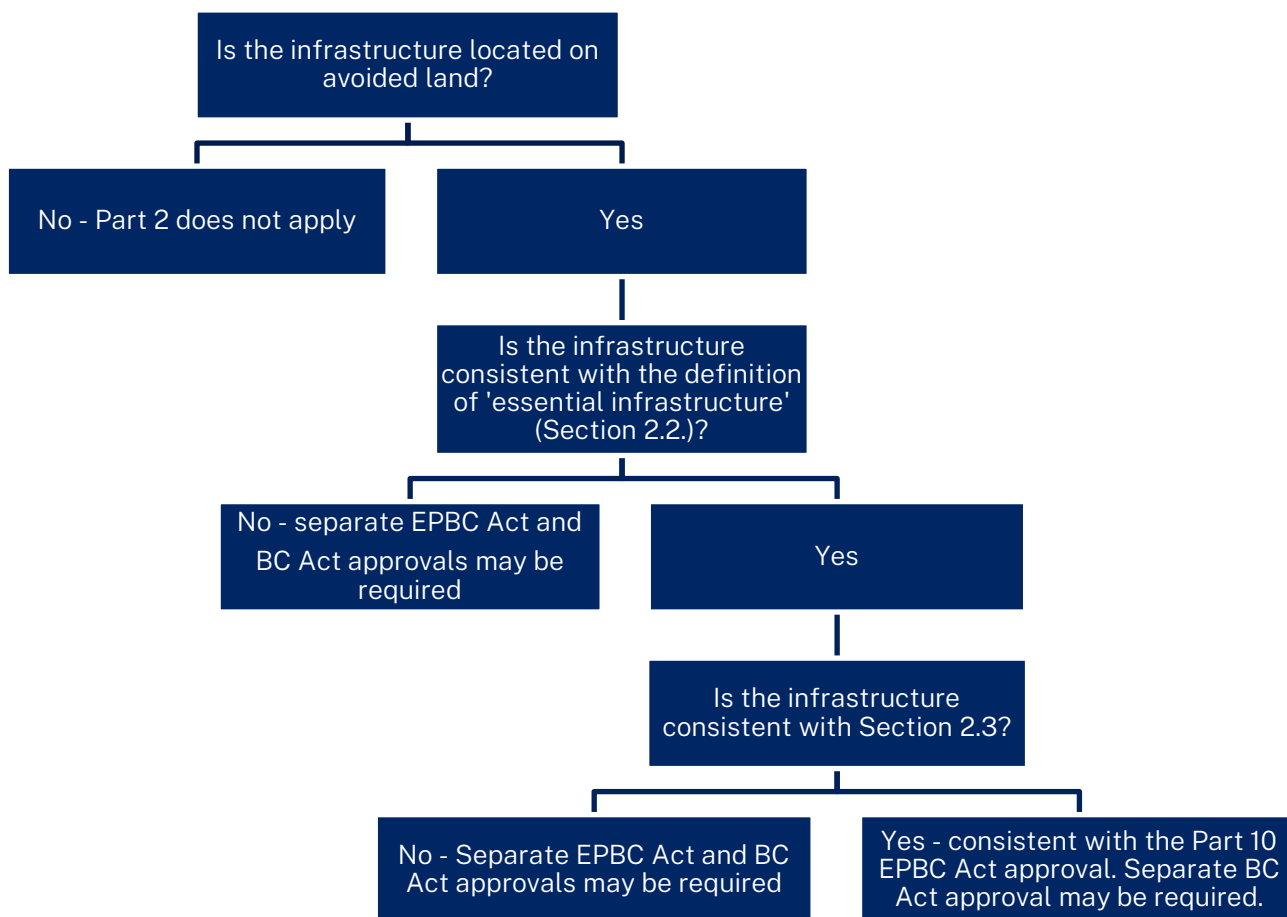 Is the infrastructure located on
avoided land?
No - Part 2 does not apply
Yes
Is the infrastructure
consistent with the definition
of 'essential infrastructure'
(Section 2.2.)?
No - separate EPBC Act and
BC Act approvals may be
required
Yes
Is the infrastructure
consistent with Section 2.3?
No - Separate EPBC Act and BC
Act approvals may be required
Yes - consistent with the Part 10
EPBC Act approval. Separate BC
Act approval may be required.